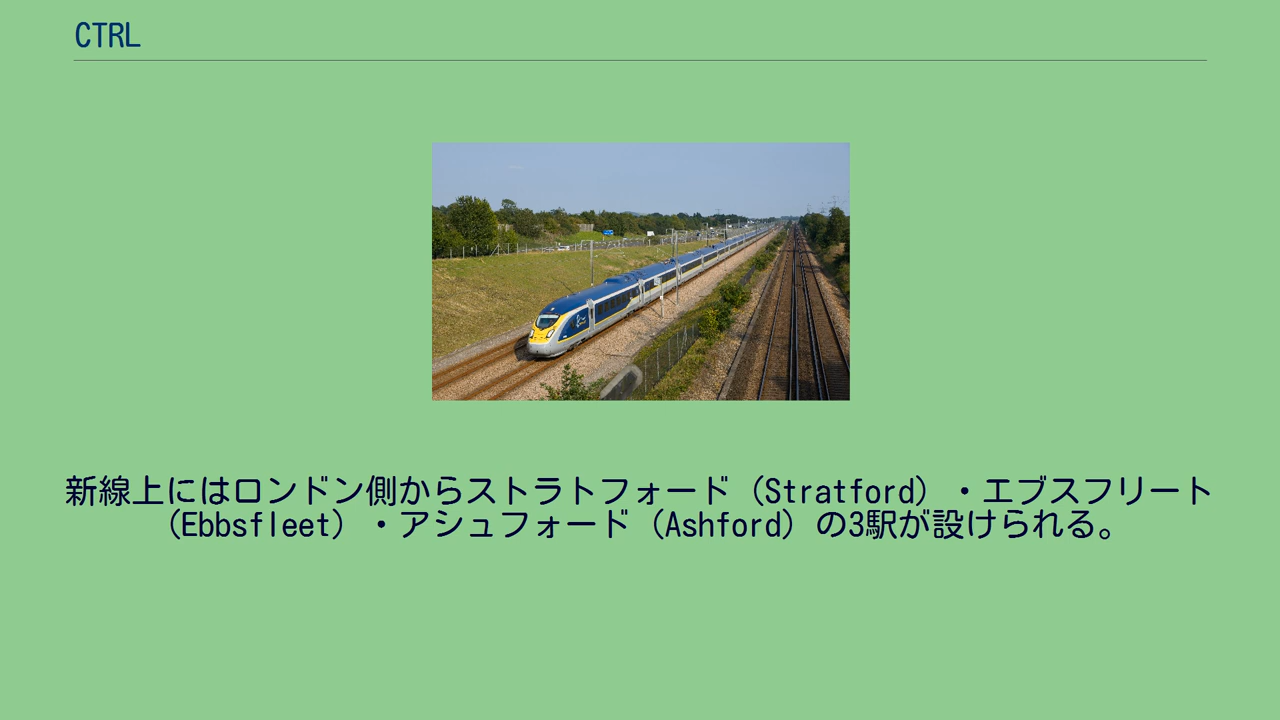 CTRL
新線上にはロンドン側からストラトフォード（Stratford）・エブスフリート
（Ebbsfleet）・アシュフォード（Ashford）の3駅が設けられる。